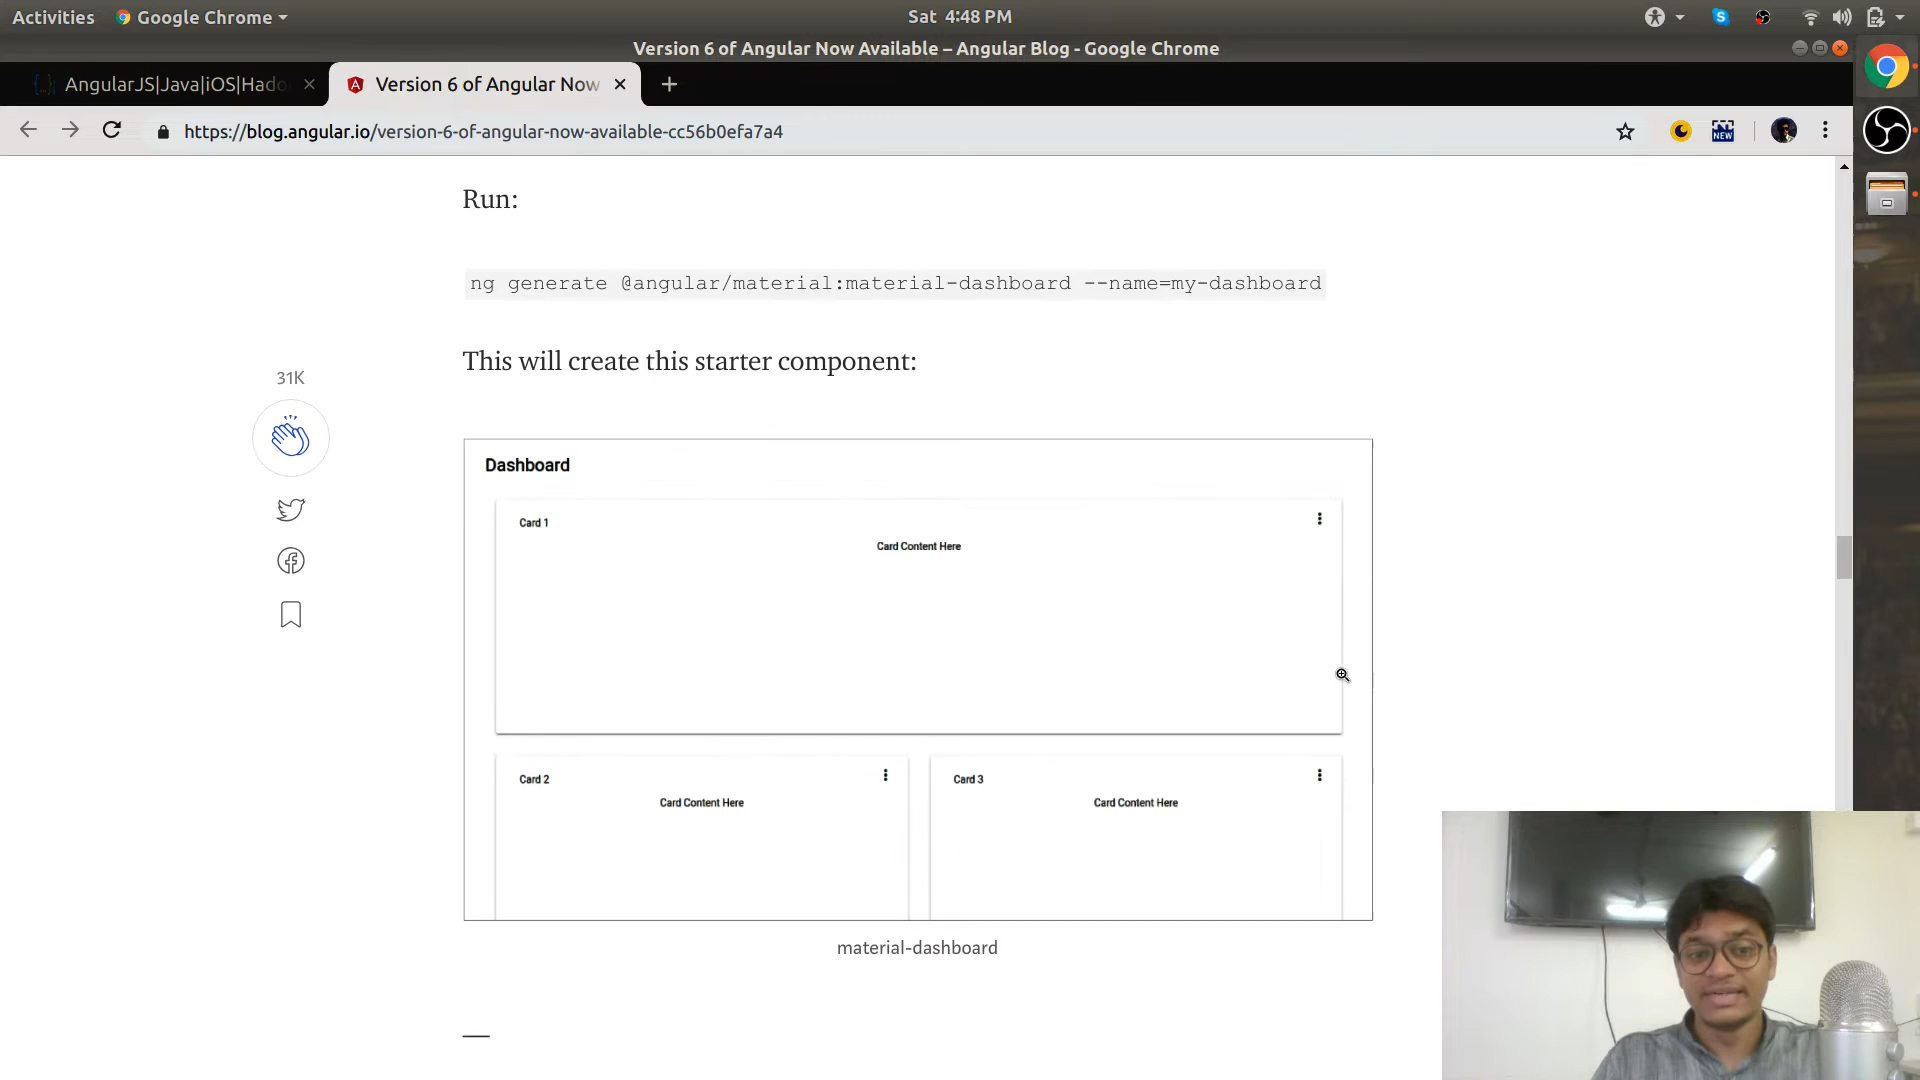 Activities
Google Chrome
Sat 4:48 PM
Version 6 of Angular Now Available – Angular Blog - Google Chrome
AngularJS|Java|iOS|Hado
Version 6 of Angular Now
https://blog.angular.io/version-6-of-angular-now-available-cc56b0efa7a4
NEW
Run:
ng generate @angular/material:material-dashboard --name=my-dashboard
This will create this starter component:
31K
Dashboard
Card 1
Card Content Here
Card 2
Card Content Here
Card 3
Card Content Here
material-dashboard
—